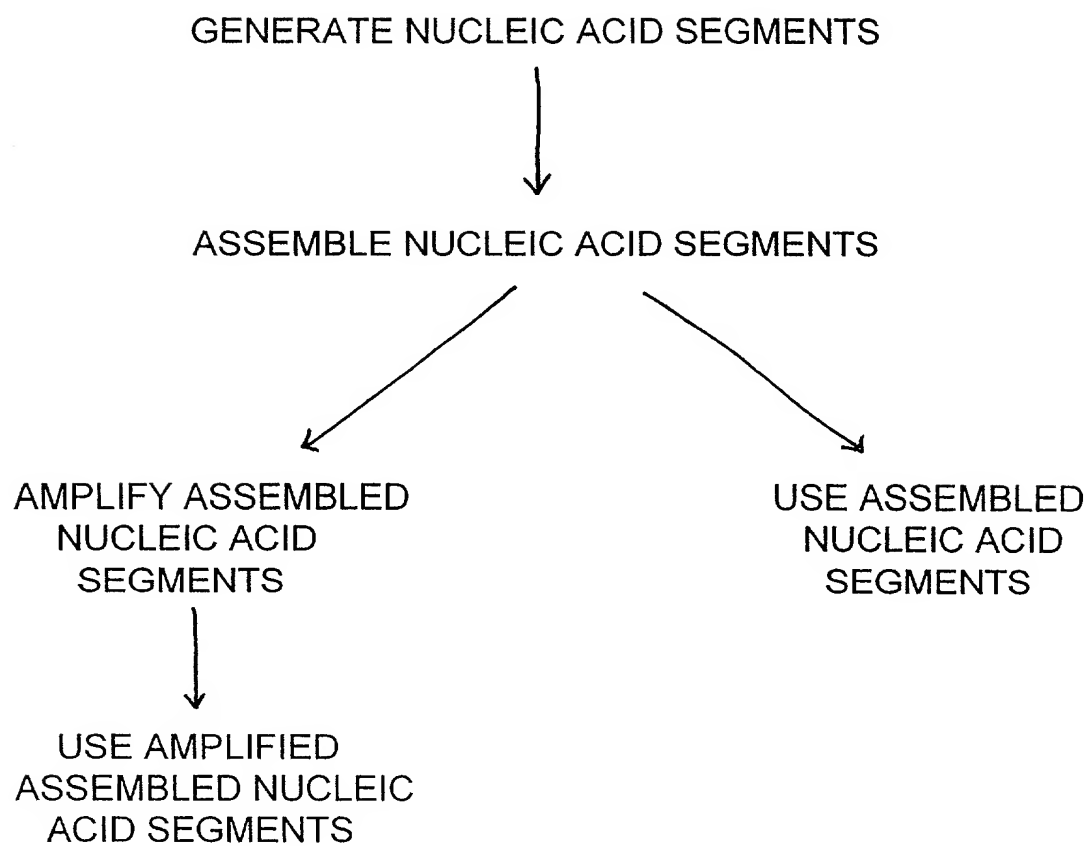 GENERATE NUCLEIC ACID SEGMENTS
ASSEMBLE NUCLEIC ACID SEGMENTS
AMPLIFY ASSEMBLED
NUCLEIC ACID
SEGMENTS
USE ASSEMBLED
NUCLEIC ACID
SEGMENTS
USE AMPLIFIED
ASSEMBLED NUCLEIC
ACID SEGMENTS